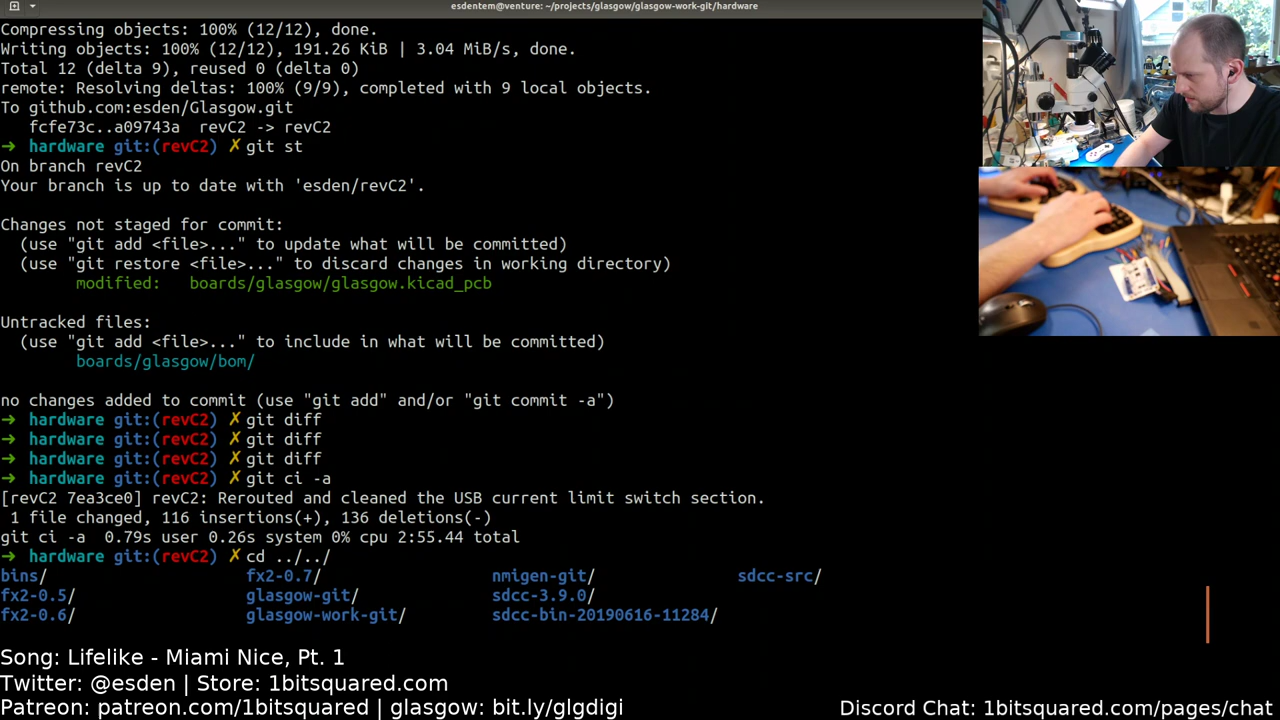 esdentem@venture: ~/projects/glasgow/glasgow-work-git/hardware
Compressing objects: 100% (12/12), done.
Writing objects: 100% (12/12), 191.26 KiB | 3.04 MiB/s, done.
Total 12 (delta 9), reused 0 (delta 0)
remote: Resolving deltas: 100% (9/9), completed with 9 local objects.
To github.com:esden/Glasgow.git
   fcfe73c..a09743a  revC2 -> revC2
➜  hardware git:(revC2) ✗ git st
On branch revC2
Your branch is up to date with 'esden/revC2'.
Changes not staged for commit:
  (use "git add <file>..." to update what will be committed)
  (use "git restore <file>..." to discard changes in working directory)
        modified:   boards/glasgow/glasgow.kicad_pcb
Untracked files:
  (use "git add <file>..." to include in what will be committed)
        boards/glasgow/bom/
no changes added to commit (use "git add" and/or "git commit -a")
➜  hardware git:(revC2) ✗ git diff
➜  hardware git:(revC2) ✗ git diff
➜  hardware git:(revC2) ✗ git diff
➜  hardware git:(revC2) ✗ git ci -a
[revC2 7ea3ce0] revC2: Rerouted and cleaned the USB current limit switch section.
 1 file changed, 116 insertions(+), 136 deletions(-)
git ci -a  0.79s user 0.26s system 0% cpu 2:55.44 total
➜  hardware git:(revC2) ✗ cd ../../
bins/ fx2-0.7/ nmigen-git/ sdcc-src/
fx2-0.5/ glasgow-git/ sdcc-3.9.0/
fx2-0.6/ glasgow-work-git/ sdcc-bin-20190616-11284/
Song: Lifelike - Miami Nice, Pt. 1
Twitter: @esden | Store: 1bitsquared.com
Patreon: patreon.com/1bitsquared | glasgow: bit.ly/glgdigi
Discord Chat: 1bitsquared.com/pages/chat